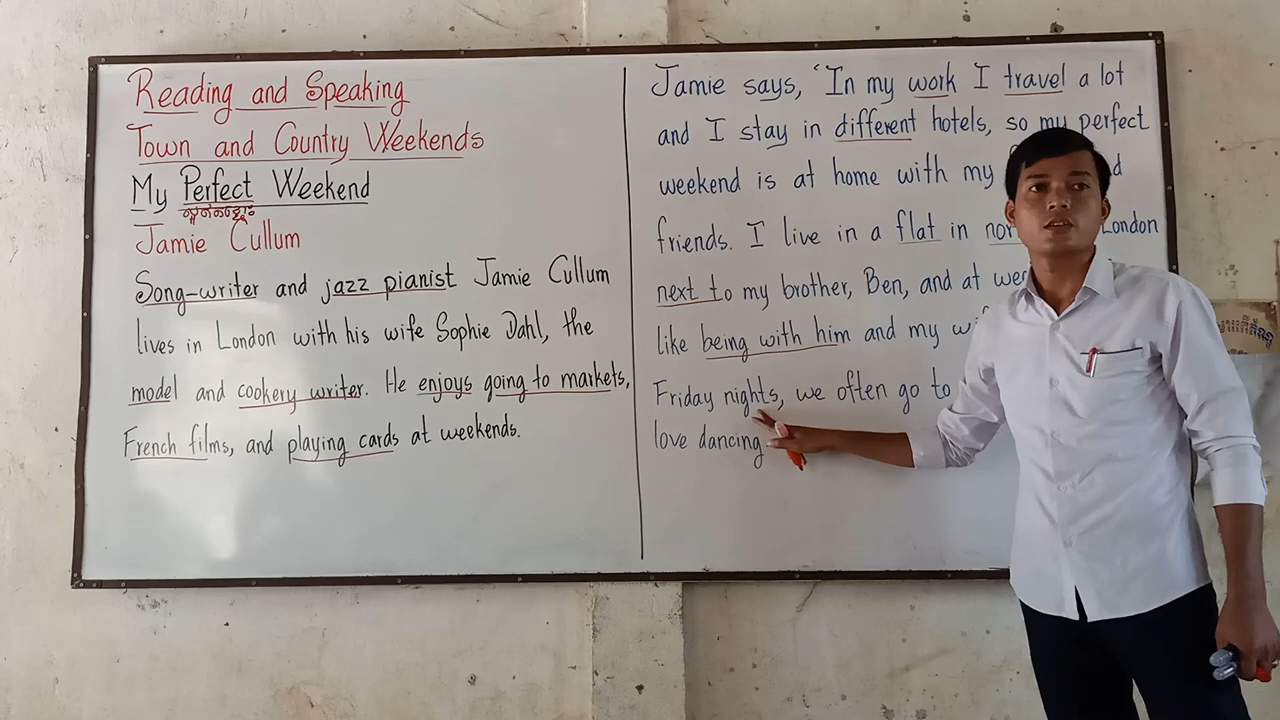 Reading and Speaking
Town and Country Weekends
My Perfect Weekend
Jamie Cullum
Song-writer and jazz pianist Jamie Cullum
lives in London with his wife Sophie Dahl, the
model and cookery writer. He enjoys going to markets,
French films, and playing cards at weekends.
Jamie says, 'In my work I travel a lot
and I stay in different hotels, so my perfect
weekend is at home with my
friends. I live in a flat in London
next to my brother, Ben, and at
like being with him and my
Friday nights, we often go to
love dancing